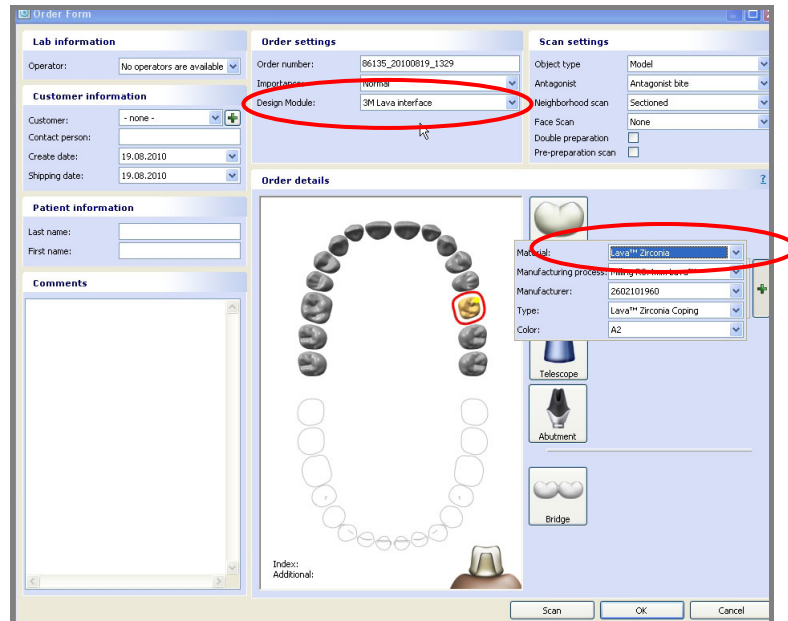 Order Form
Lab information
Operator:
No operators are available
Customer information
Customer:
- none -
Contact person:
Create date:
19.08.2010
Shipping date:
19.08.2010
Patient information
Last name:
First name:
Comments
Order settings
Order number:
86135_20100819_1329
Importance:
Normal
Design Module:
3M Lava interface
Scan settings
Object type
Model
Antagonist
Antagonist bite
Neighborhood scan
Sectioned
Face Scan
None
Double preparation
Pre-preparation scan
Order details
?
Material:
Lava™ Zirconia
Manufacturing process:
Manufacturer:
2602101960
Type:
Lava™ Zirconia Coping
Color:
A2
Telescope
Abutment
Bridge
Index:
Additional:
Scan
OK
Cancel